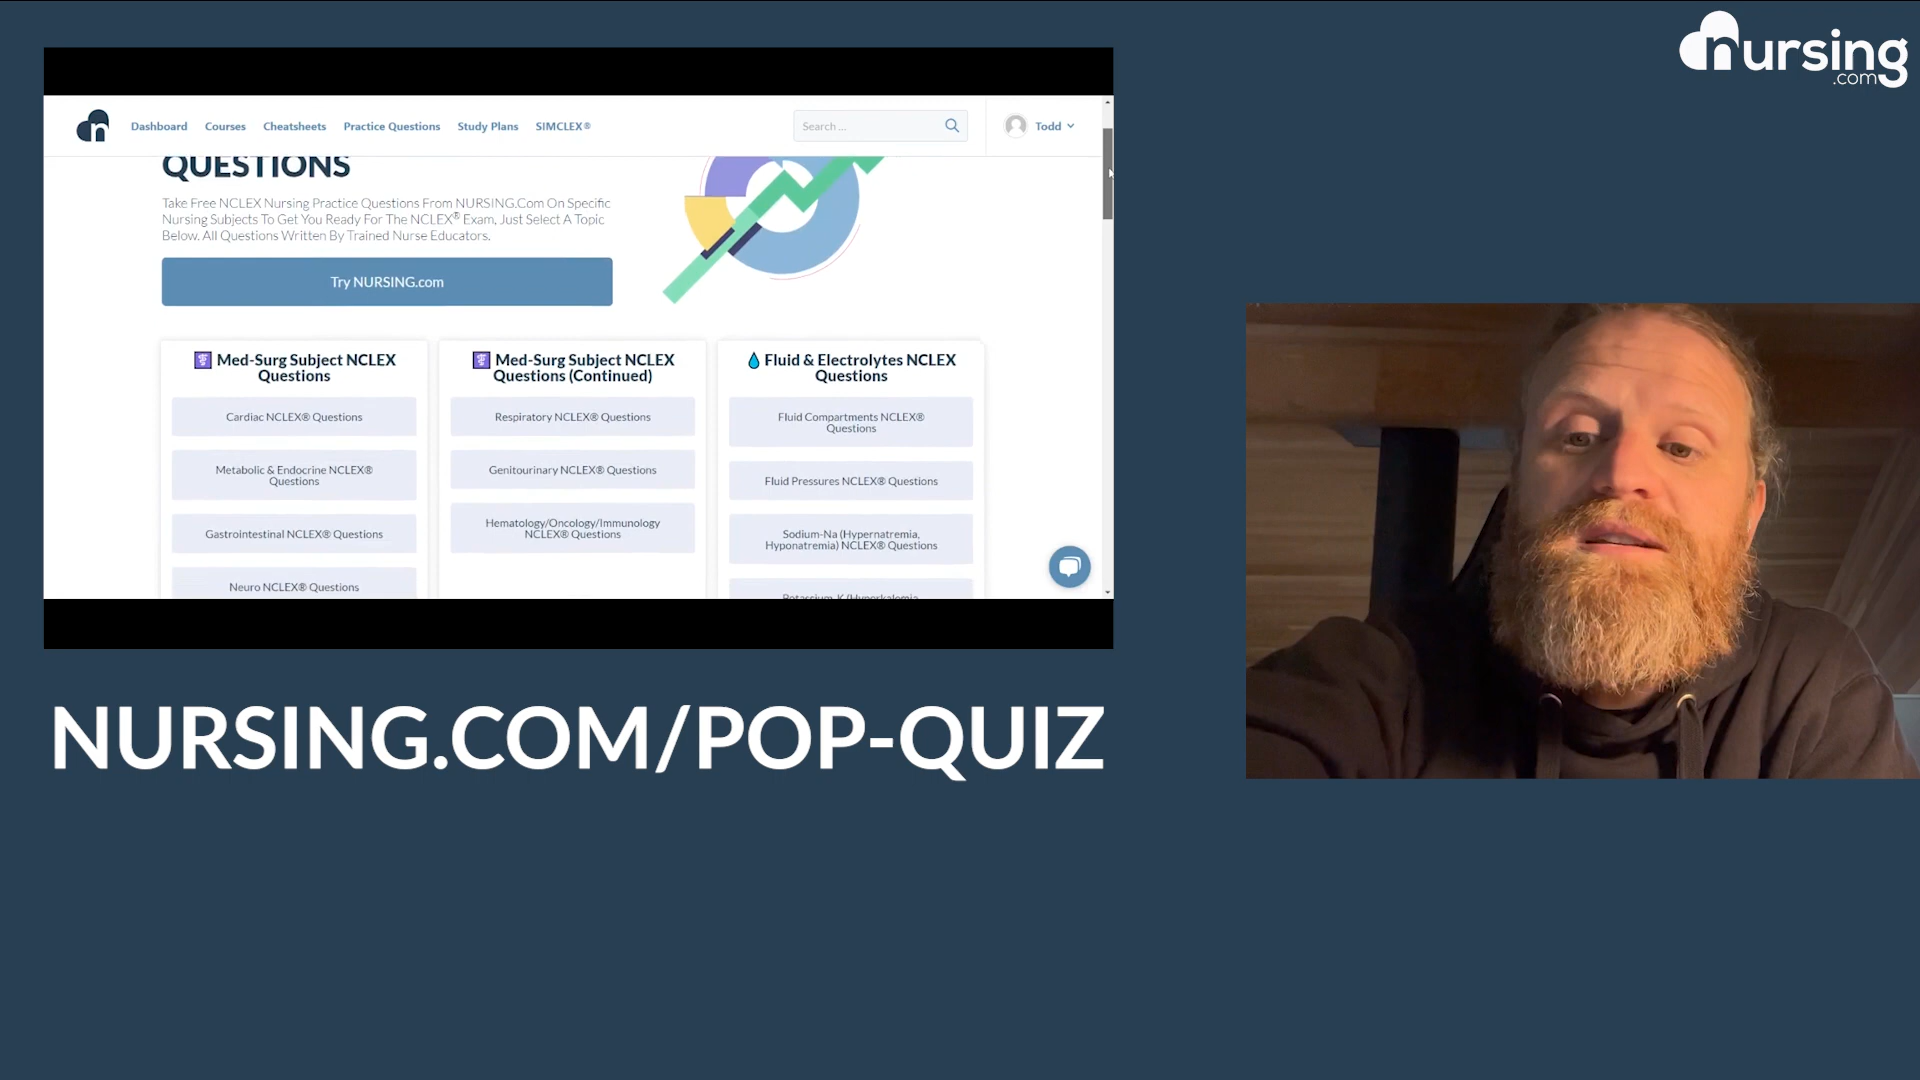 nursing
.com
n
Dashboard
Courses
Cheatsheets
Practice Questions
Study Plans
SIMCLEX®
Search ...
Todd
QUESTIONS
Take Free NCLEX Nursing Practice Questions From NURSING.Com On Specific
Nursing Subjects To Get You Ready For The NCLEX® Exam, Just Select A Topic
Below. All Questions Written By Trained Nurse Educators.
Try NURSING.com
Med-Surg Subject NCLEX
Questions
Cardiac NCLEX® Questions
Metabolic & Endocrine NCLEX®
Questions
Gastrointestinal NCLEX® Questions
Neuro NCLEX® Questions
Med-Surg Subject NCLEX
Questions (Continued)
Respiratory NCLEX® Questions
Genitourinary NCLEX® Questions
Hematology/Oncology/Immunology
NCLEX® Questions
Fluid & Electrolytes NCLEX
Questions
Fluid Compartments NCLEX®
Questions
Fluid Pressures NCLEX® Questions
Sodium-Na (Hypernatremia,
Hyponatremia) NCLEX® Questions
Potassium-K (Hyperkalemia,
NURSING.COM/POP-QUIZ